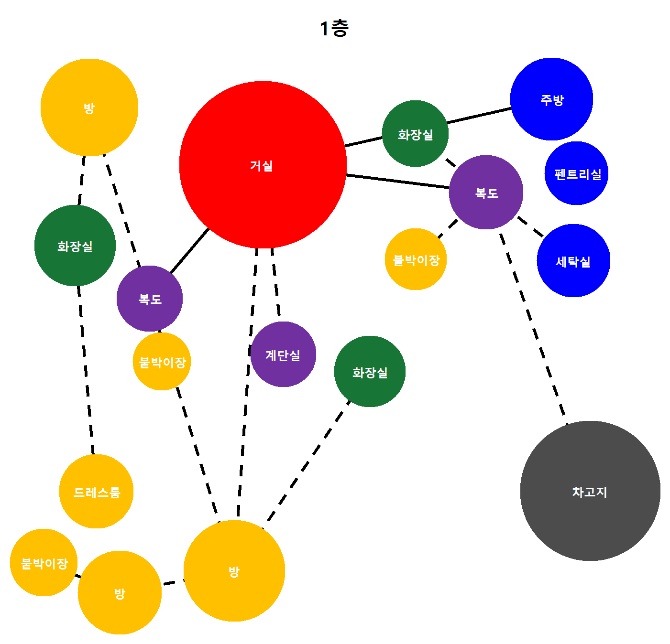 1층
방
거실
화장실
주방
펜트리실
복도
화장실
붙박이장
세탁실
복도
계단실
붙박이장
화장실
드레스룸
차고지
붙박이장
방
방